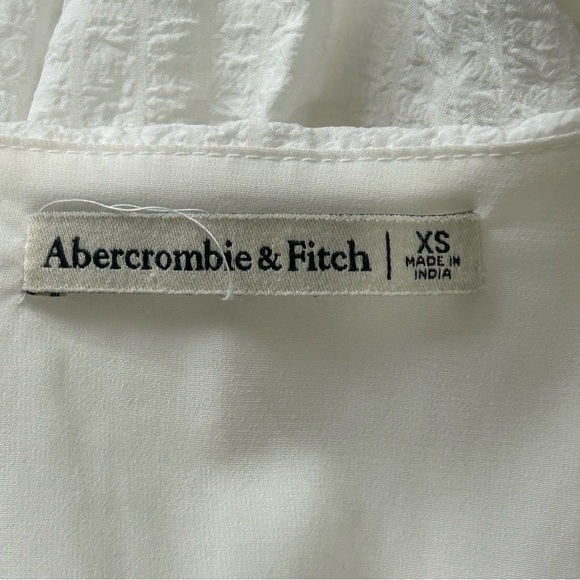 Abercrombie & Fitch | XS
MADE IN
INDIA